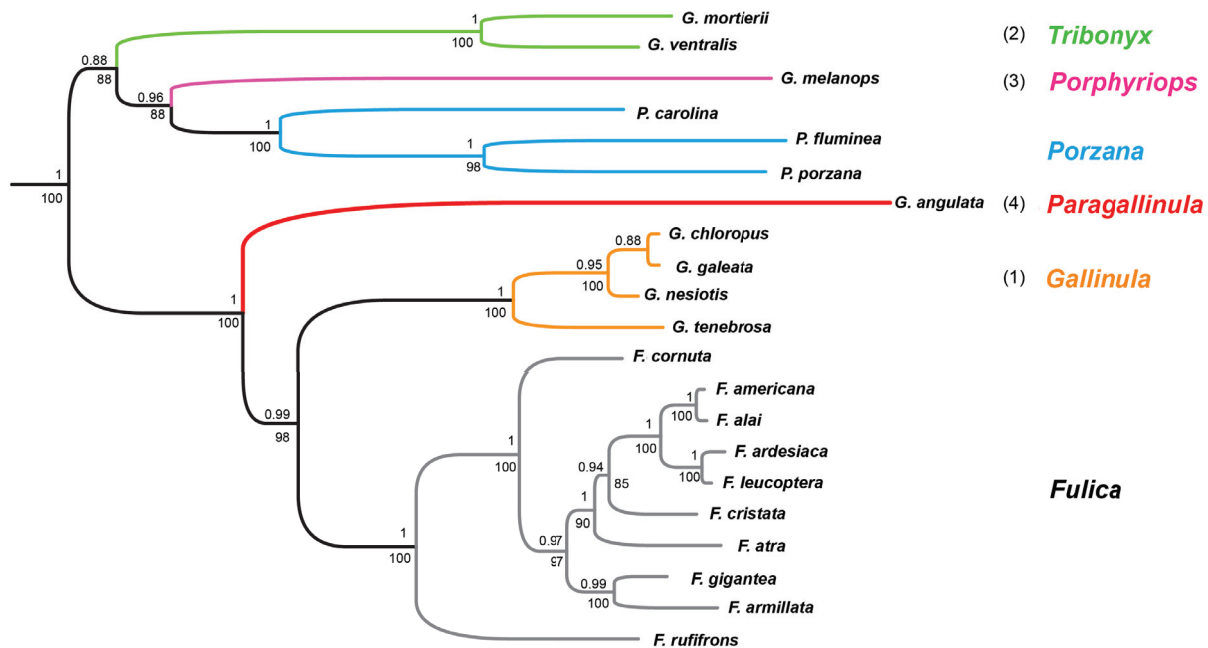 1
G. mortierii
100
G. ventralis
(2) Tribonyx
0.88
88
G. melanops
(3) Porphyriops
0.96
88
P. carolina
1
100
P. fluminea
1
98
P. porzana
Porzana
1
100
G. angulata
(4) Paragallinula
G. chloropus
0.88
G. galeata
0.95
100
G. nesiotis
(1) Gallinula
1
100
G. tenebrosa
1
100
F. cornuta
F. americana
1
100
F. alai
0.99
98
1
100
F. ardesiaca
1
100
F. leucoptera
1
100
0.94
85
F. cristata
Fulica
1
90
F. atra
0.97
97
F. gigantea
0.99
100
F. armillata
1
100
F. rufifrons